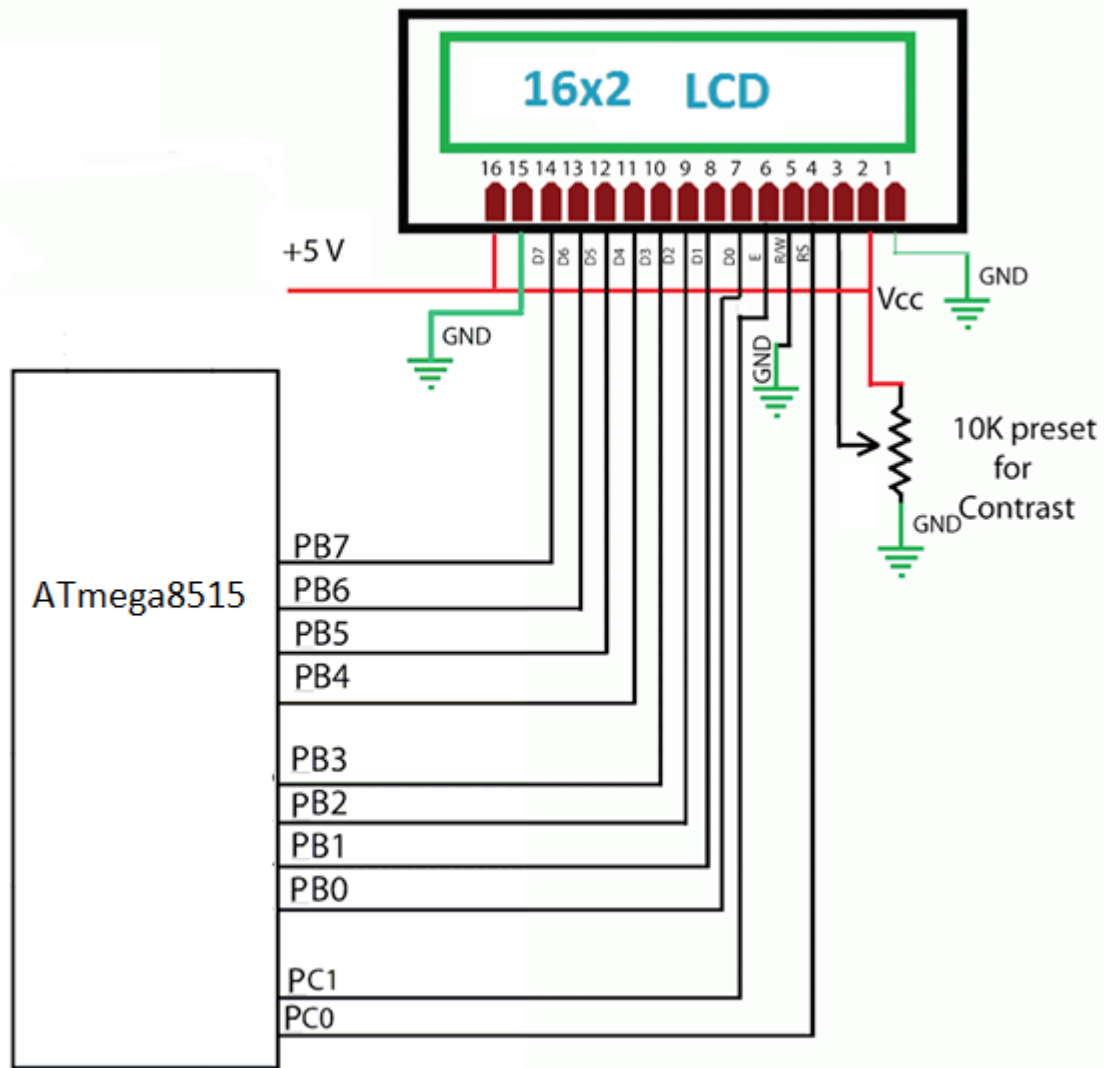 16x2 LCD
16 15 14 13 12 11 10 9 8 7 6 5 4 3 2 1
+5 V
D7 D6 D5 D4 D3 D2 D1 D0 E R/W RS
GND
Vcc
GND
GND
10K preset
for
Contrast
GND
ATmega8515
PB7
PB6
PB5
PB4
PB3
PB2
PB1
PB0
PC1
PC0